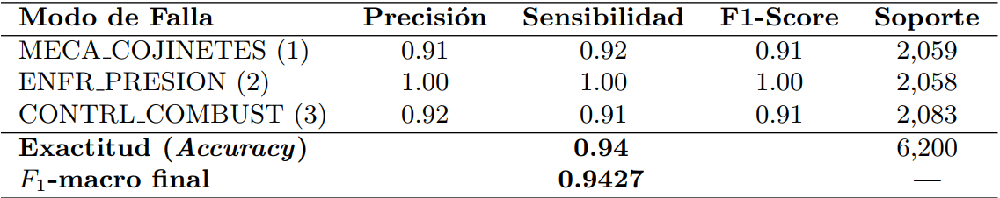 Modo de Falla Precisión Sensibilidad F1-Score Soporte
MECA_COJINETES (1) 0.91 0.92 0.91 2,059
ENFR_PRESION (2) 1.00 1.00 1.00 2,058
CONTRL_COMBUST (3) 0.92 0.91 0.91 2,083
Exactitud (Accuracy) 0.94 6,200
F₁-macro final 0.9427 —